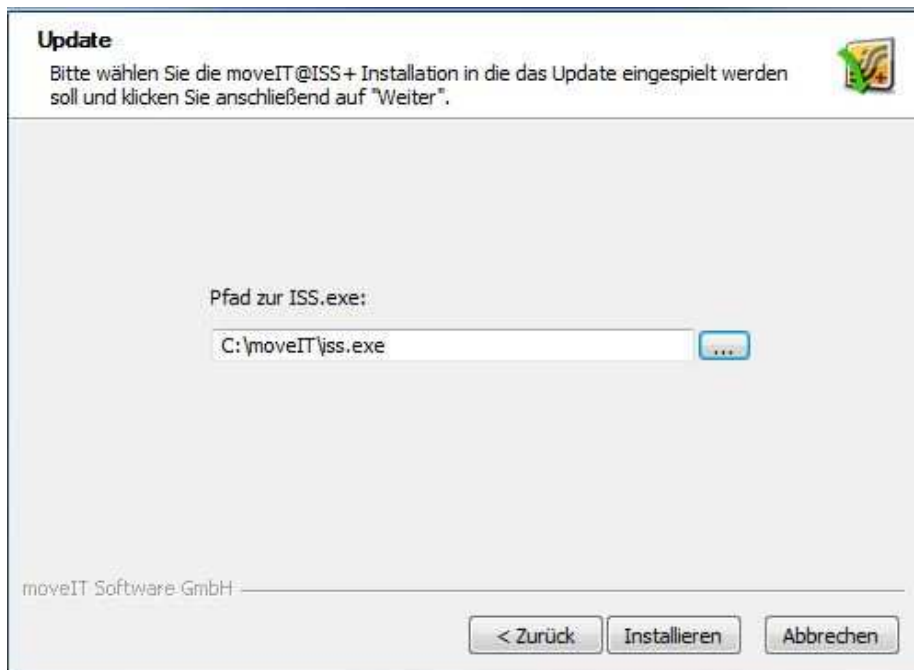 Update
Bitte wählen Sie die moveIT@ISS+ Installation in die das Update eingespielt werden
soll und klicken Sie anschließend auf "Weiter".
Pfad zur ISS.exe:
C:\moveIT\iss.exe
...
moveIT Software GmbH
< Zurück
Installieren
Abbrechen